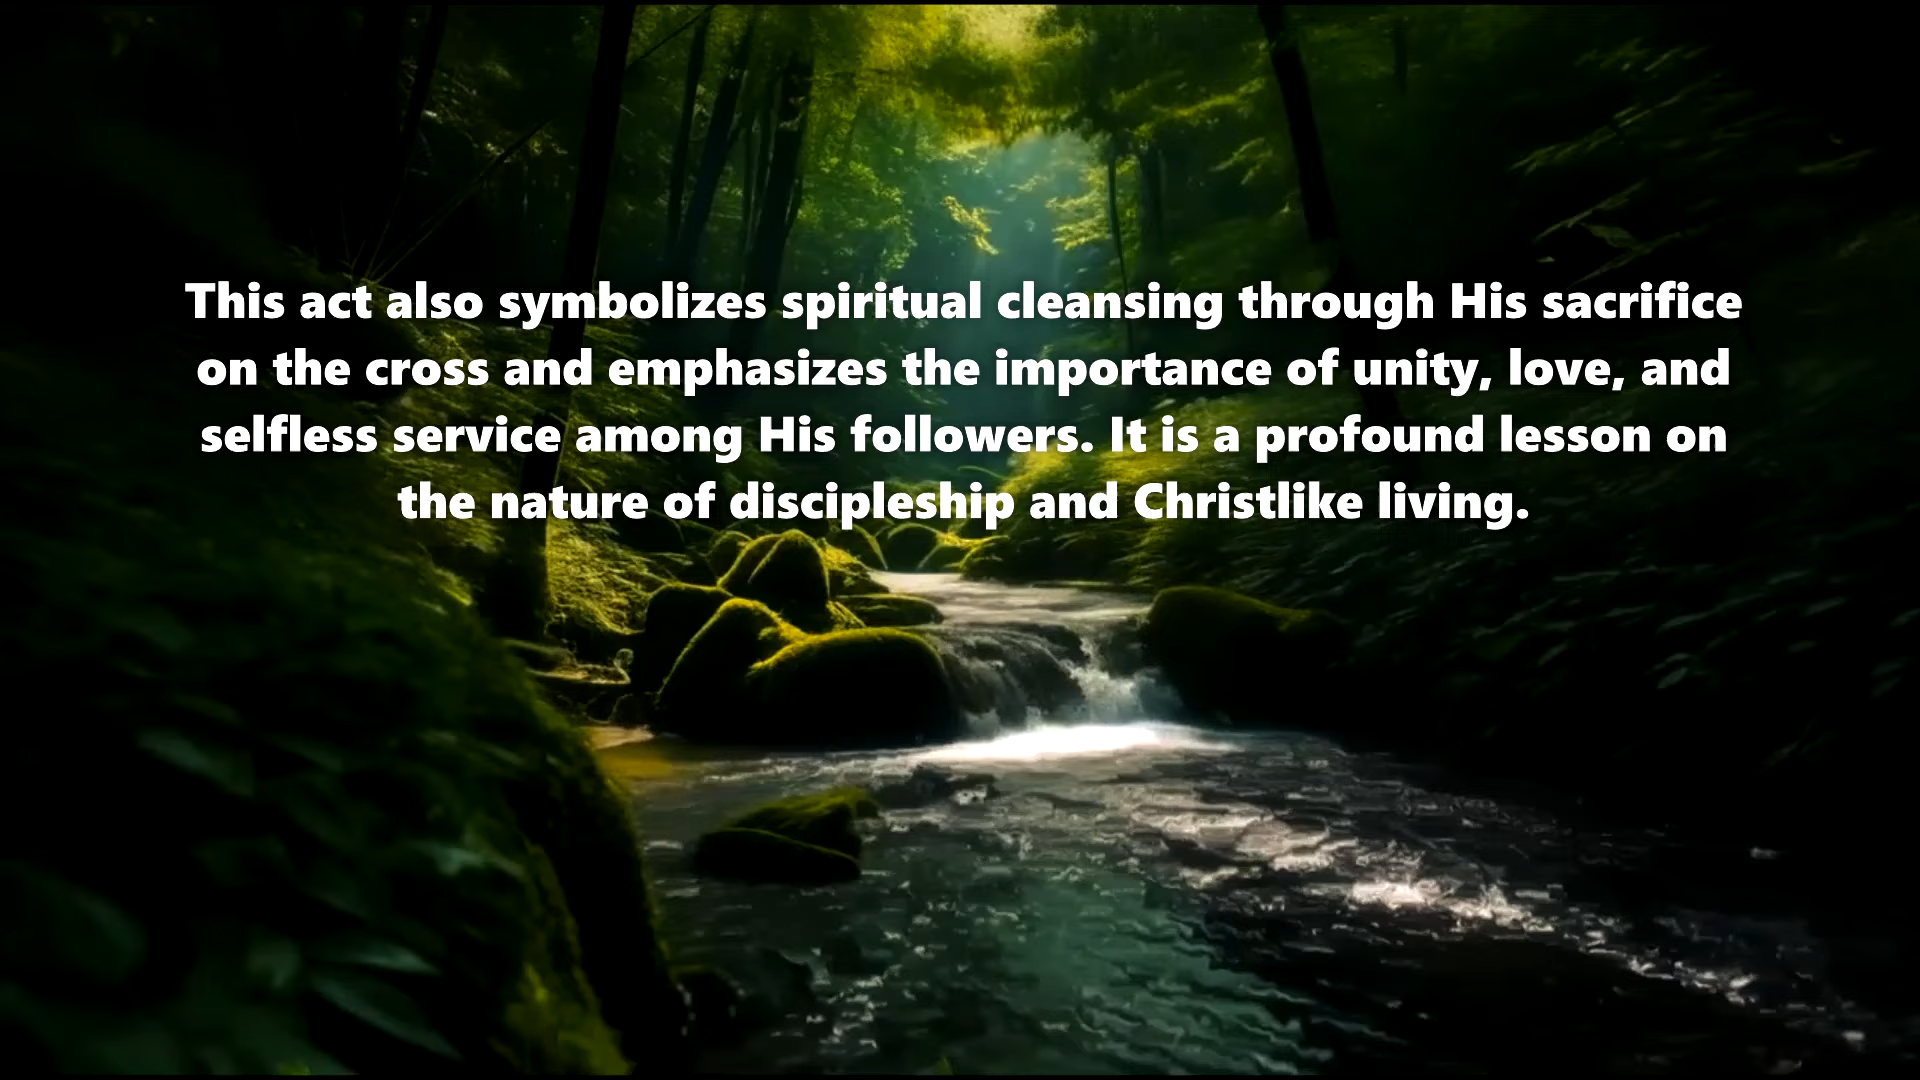 This act also symbolizes spiritual cleansing through His sacrifice
on the cross and emphasizes the importance of unity, love, and
selfless service among His followers. It is a profound lesson on
the nature of discipleship and Christlike living.